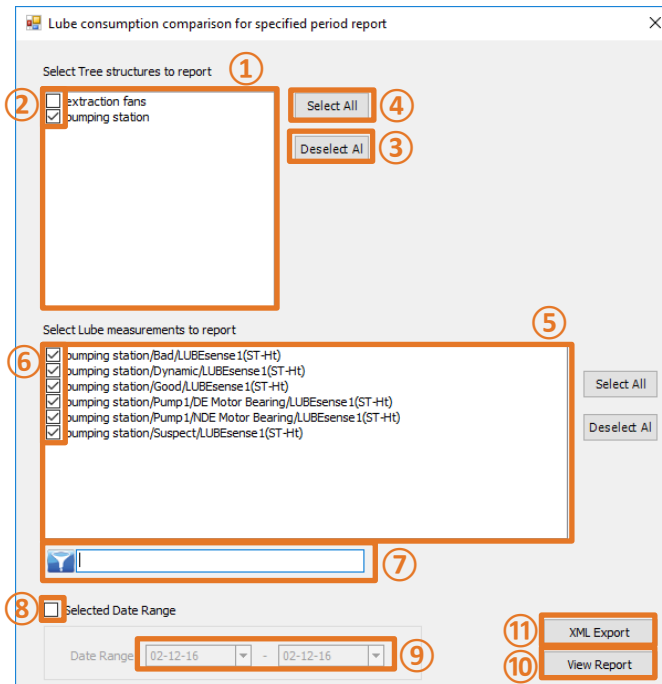 Lube consumption comparison for specified period report
Select Tree structures to report
①
②
extraction fans
pumping station
Select All
④
Deselect Al
③
Select Lube measurements to report
⑤
⑥
pumping station/Bad/LUBEsense1(ST-Ht)
pumping station/Dynamic/LUBEsense1(ST-Ht)
pumping station/Good/LUBEsense1(ST-Ht)
pumping station/Pump1/DE Motor Bearing/LUBEsense1(ST-Ht)
pumping station/Pump1/NDE Motor Bearing/LUBEsense1(ST-Ht)
pumping station/Suspect/LUBEsense1(ST-Ht)
Select All
Deselect Al
⑦
⑧
Selected Date Range
Date Range
02-12-16
-
02-12-16
⑨
⑪
XML Export
⑩
View Report